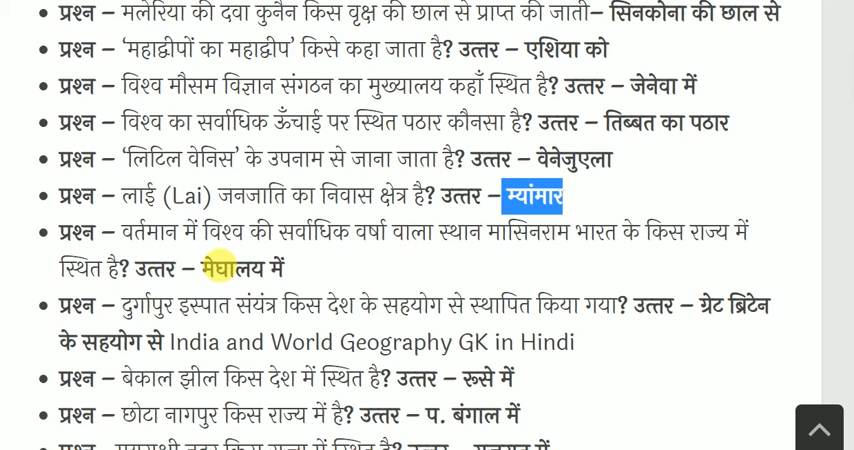 प्रश्न – मलेरिया की दवा कुनैन किस वृक्ष की छाल से प्राप्त की जाती– सिनकोना की छाल से
प्रश्न – 'महाद्वीपों का महाद्वीप' किसे कहा जाता है? उत्तर – एशिया को
प्रश्न – विश्व मौसम विज्ञान संगठन का मुख्यालय कहाँ स्थित है? उत्तर – जेनेवा में
प्रश्न – विश्व का सर्वाधिक ऊँचाई पर स्थित पठार कौनसा है? उत्तर – तिब्बत का पठार
प्रश्न – 'लिटिल वेनिस' के उपनाम से जाना जाता है? उत्तर – वेनेजुएला
प्रश्न – लाई (Lai) जनजाति का निवास क्षेत्र है? उत्तर – म्यांमार
प्रश्न – वर्तमान में विश्व की सर्वाधिक वर्षा वाला स्थान मासिनराम भारत के किस राज्य में
स्थित है? उत्तर – मेघालय में
प्रश्न – दुर्गापुर इस्पात संयंत्र किस देश के सहयोग से स्थापित किया गया? उत्तर – ग्रेट ब्रिटेन
के सहयोग से India and World Geography GK in Hindi
प्रश्न – बेकाल झील किस देश में स्थित है? उत्तर – रूसे में
प्रश्न – छोटा नागपुर किस राज्य में है? उत्तर – प. बंगाल में